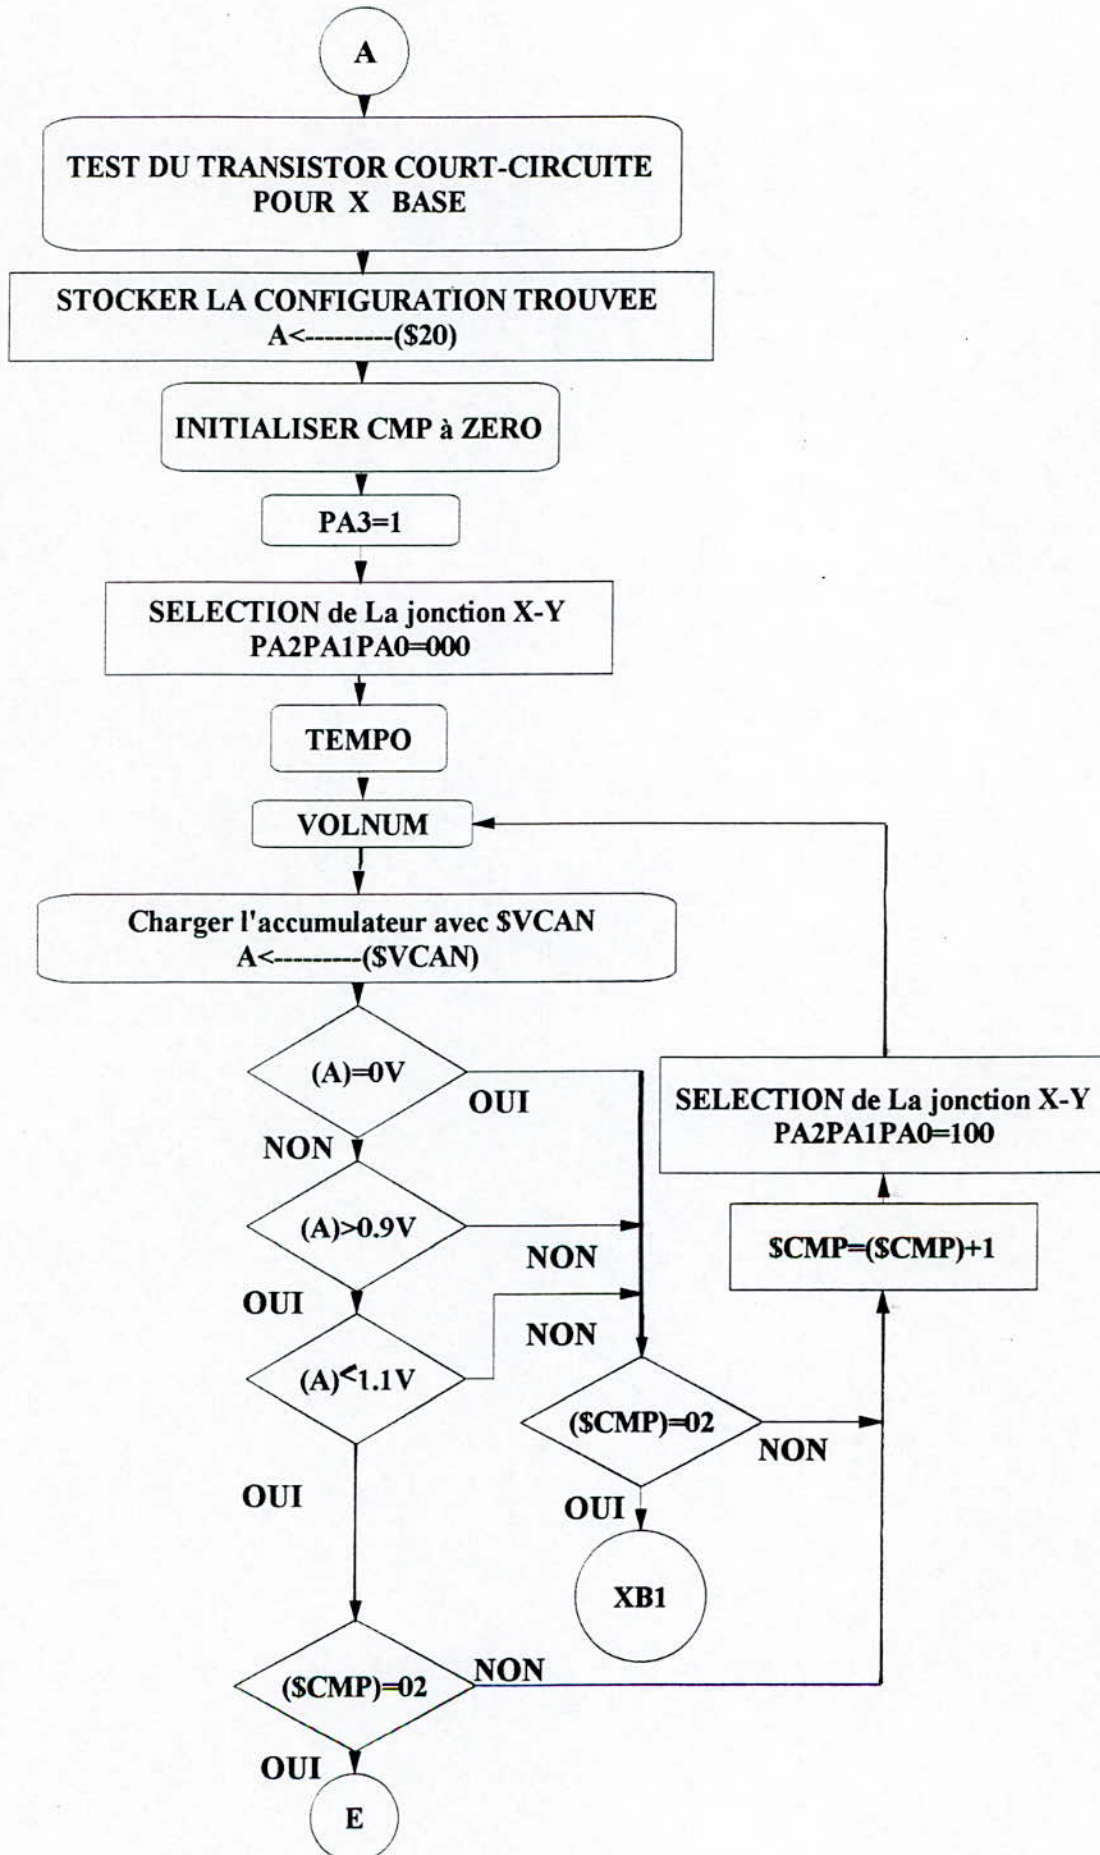 A
TEST DU TRANSISTOR COURT-CIRCUITE
POUR X BASE
STOCKER LA CONFIGURATION TROUVEE
A<---------($20)
INITIALISER CMP à ZERO
PA3=1
SELECTION de La jonction X-Y
PA2PA1PA0=000
TEMPO
VOLNUM
Charger l'accumulateur avec $VCAN
A<---------($VCAN)
(A)=0V
OUI
NON
SELECTION de La jonction X-Y
PA2PA1PA0=100
(A)>0.9V
NON
$CMP=($CMP)+1
OUI
NON
(A)<1.1V
($CMP)=02
NON
OUI
OUI
XB1
($CMP)=02
NON
OUI
E